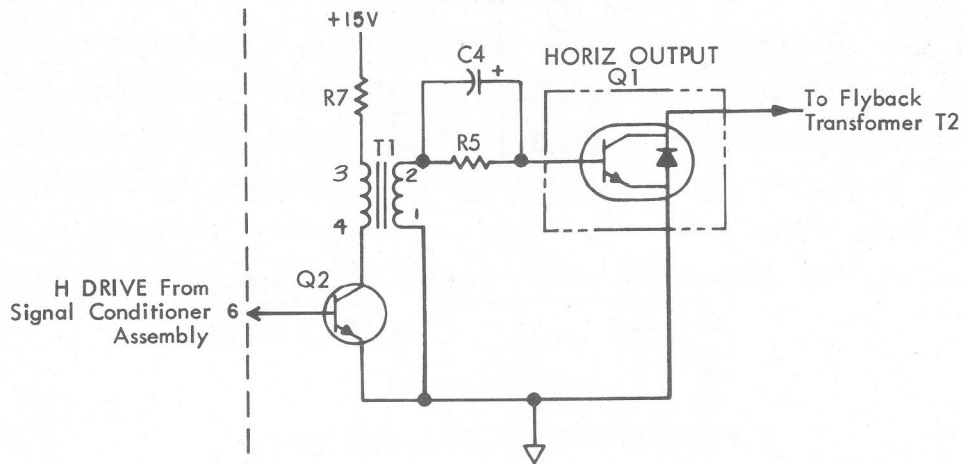 +15V
C4
+
HORIZ OUTPUT
Q1
To Flyback
Transformer T2
R7
T1
R5
3
2
4
1
Q2
H DRIVE From
Signal Conditioner 6
Assembly